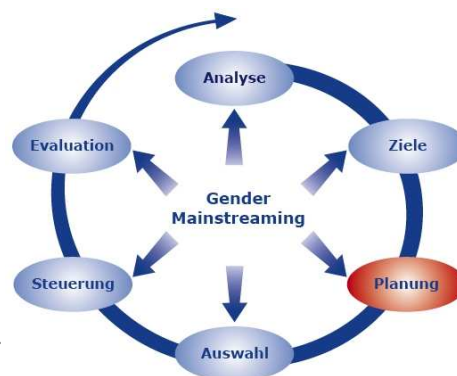 Analyse
Evaluation
Ziele
Gender
Mainstreaming
Steuerung
Planung
Auswahl